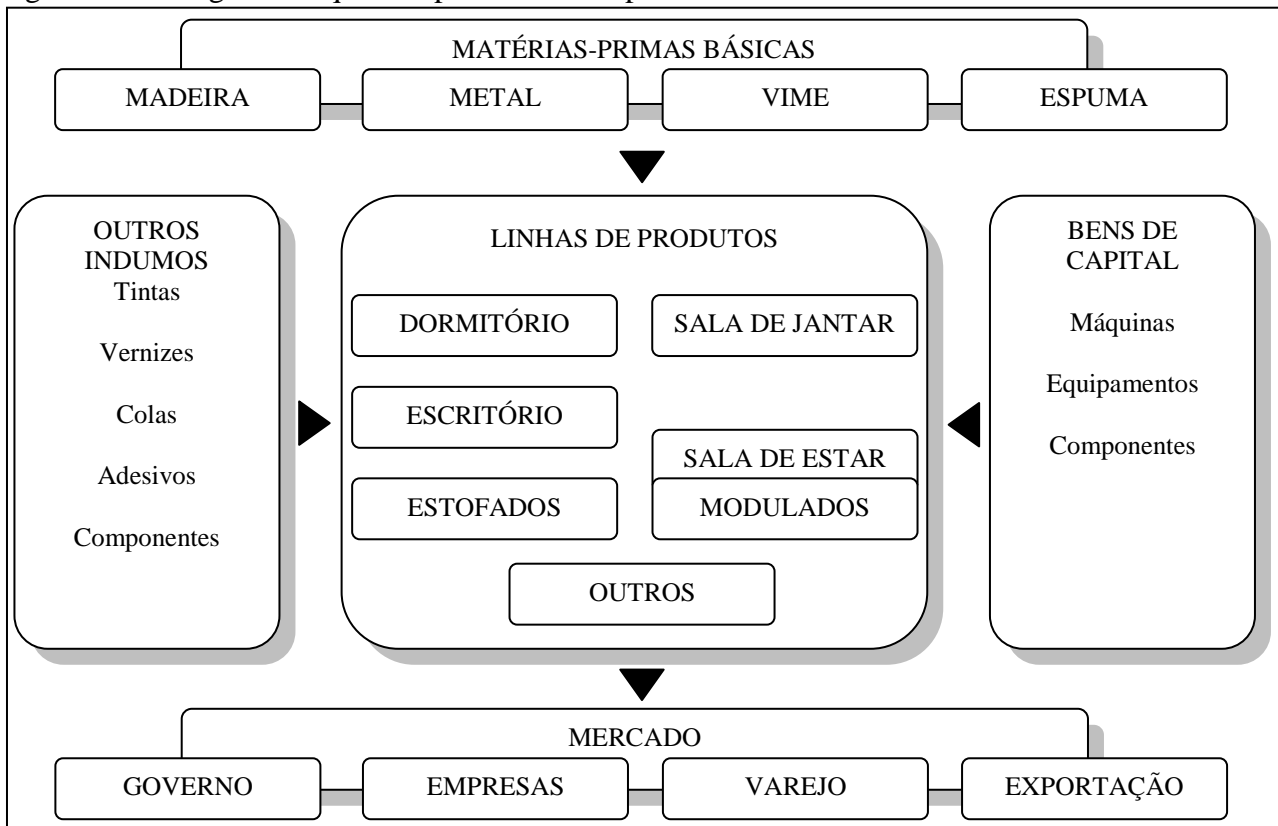 MATÉRIAS-PRIMAS BÁSICAS
MADEIRA
METAL
VIME
ESPUMA
OUTROS
INDUMOS
Tintas
Vernizes
Colas
Adesivos
Componentes
LINHAS DE PRODUTOS
DORMITÓRIO
SALA DE JANTAR
ESCRITÓRIO
SALA DE ESTAR
ESTOFADOS
MODULADOS
OUTROS
BENS DE
CAPITAL
Máquinas
Equipamentos
Componentes
MERCADO
GOVERNO
EMPRESAS
VAREJO
EXPORTAÇÃO